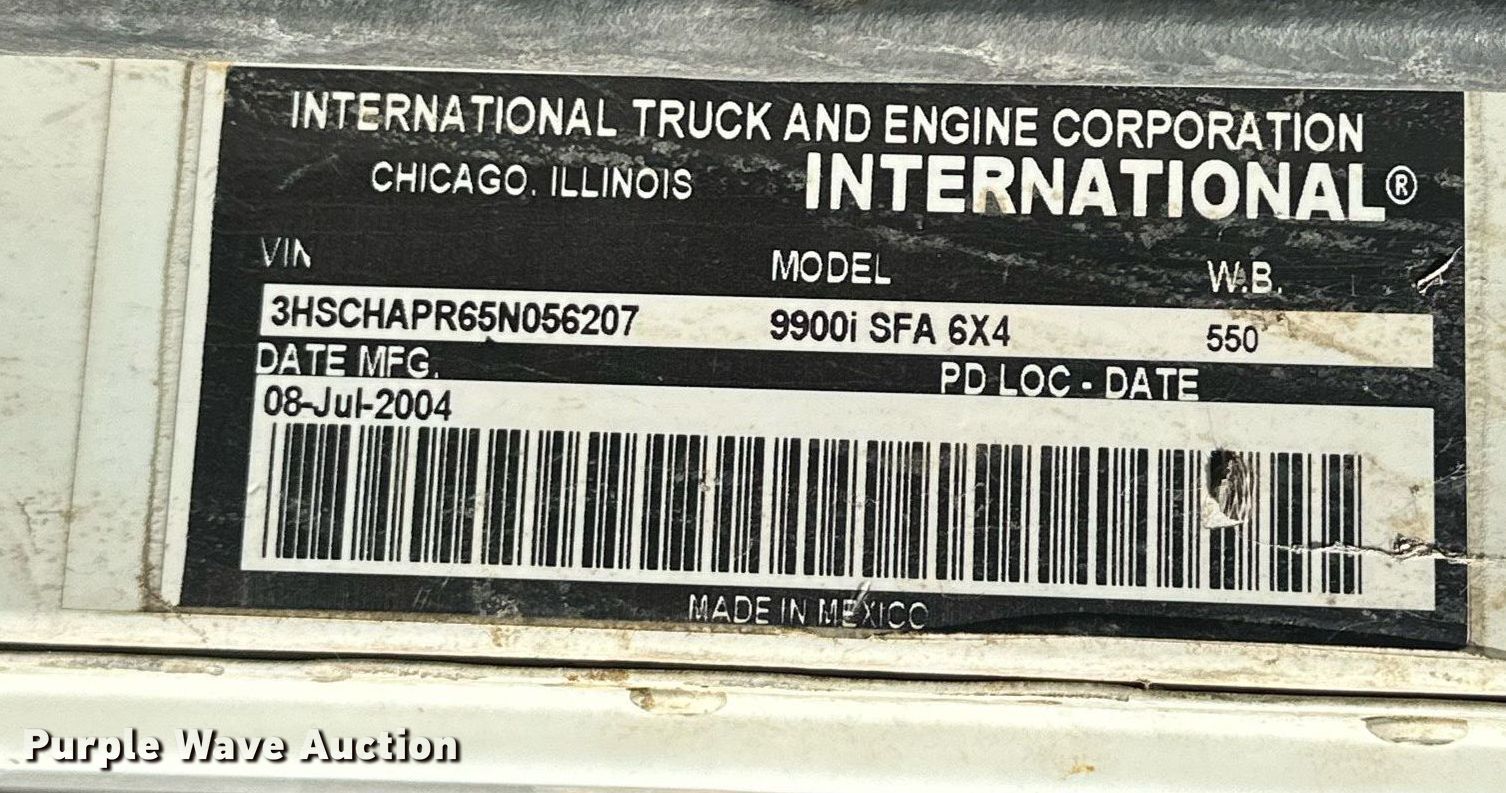 INTERNATIONAL TRUCK AND ENGINE CORPORATION
CHICAGO, ILLINOIS INTERNATIONAL®
VIN MODEL W.B.
3HSCHAPR65N056207 9900i SFA 6X4 550
DATE MFG. PD LOC - DATE
08-Jul-2004
MADE IN MEXICO
Purple Wave Auction